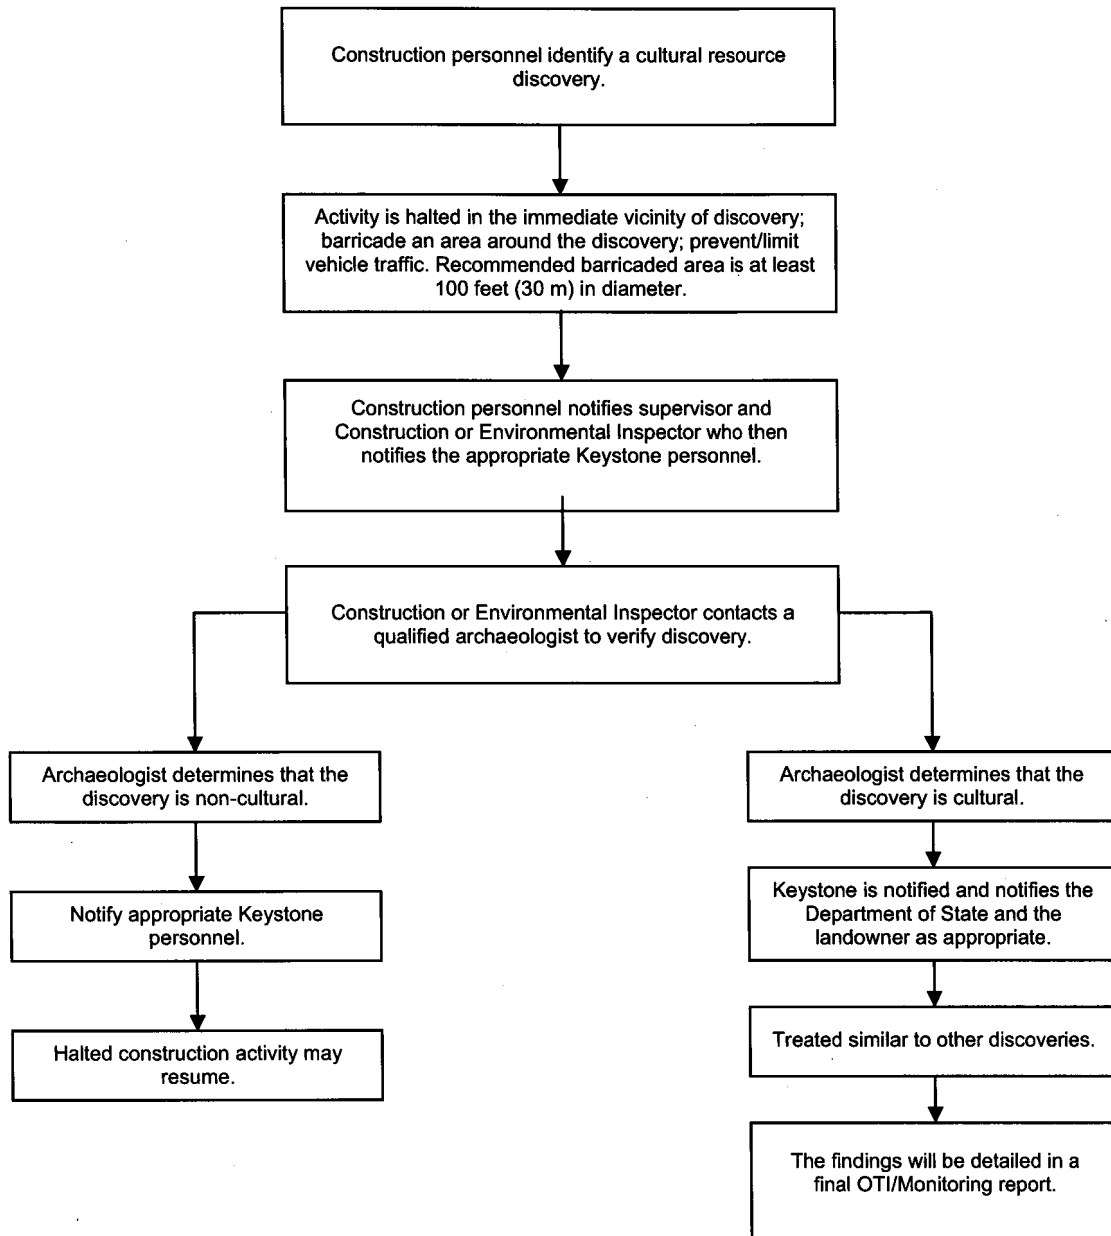 Construction personnel identify a cultural resource
discovery.
Activity is halted in the immediate vicinity of discovery;
barricade an area around the discovery; prevent/limit
vehicle traffic. Recommended barricaded area is at least
100 feet (30 m) in diameter.
Construction personnel notifies supervisor and
Construction or Environmental Inspector who then
notifies the appropriate Keystone personnel.
Construction or Environmental Inspector contacts a
qualified archaeologist to verify discovery.
Archaeologist determines that the
discovery is non-cultural.
Notify appropriate Keystone
personnel.
Halted construction activity may
resume.
Archaeologist determines that the
discovery is cultural.
Keystone is notified and notifies the
Department of State and the
landowner as appropriate.
Treated similar to other discoveries.
The findings will be detailed in a
final OTI/Monitoring report.